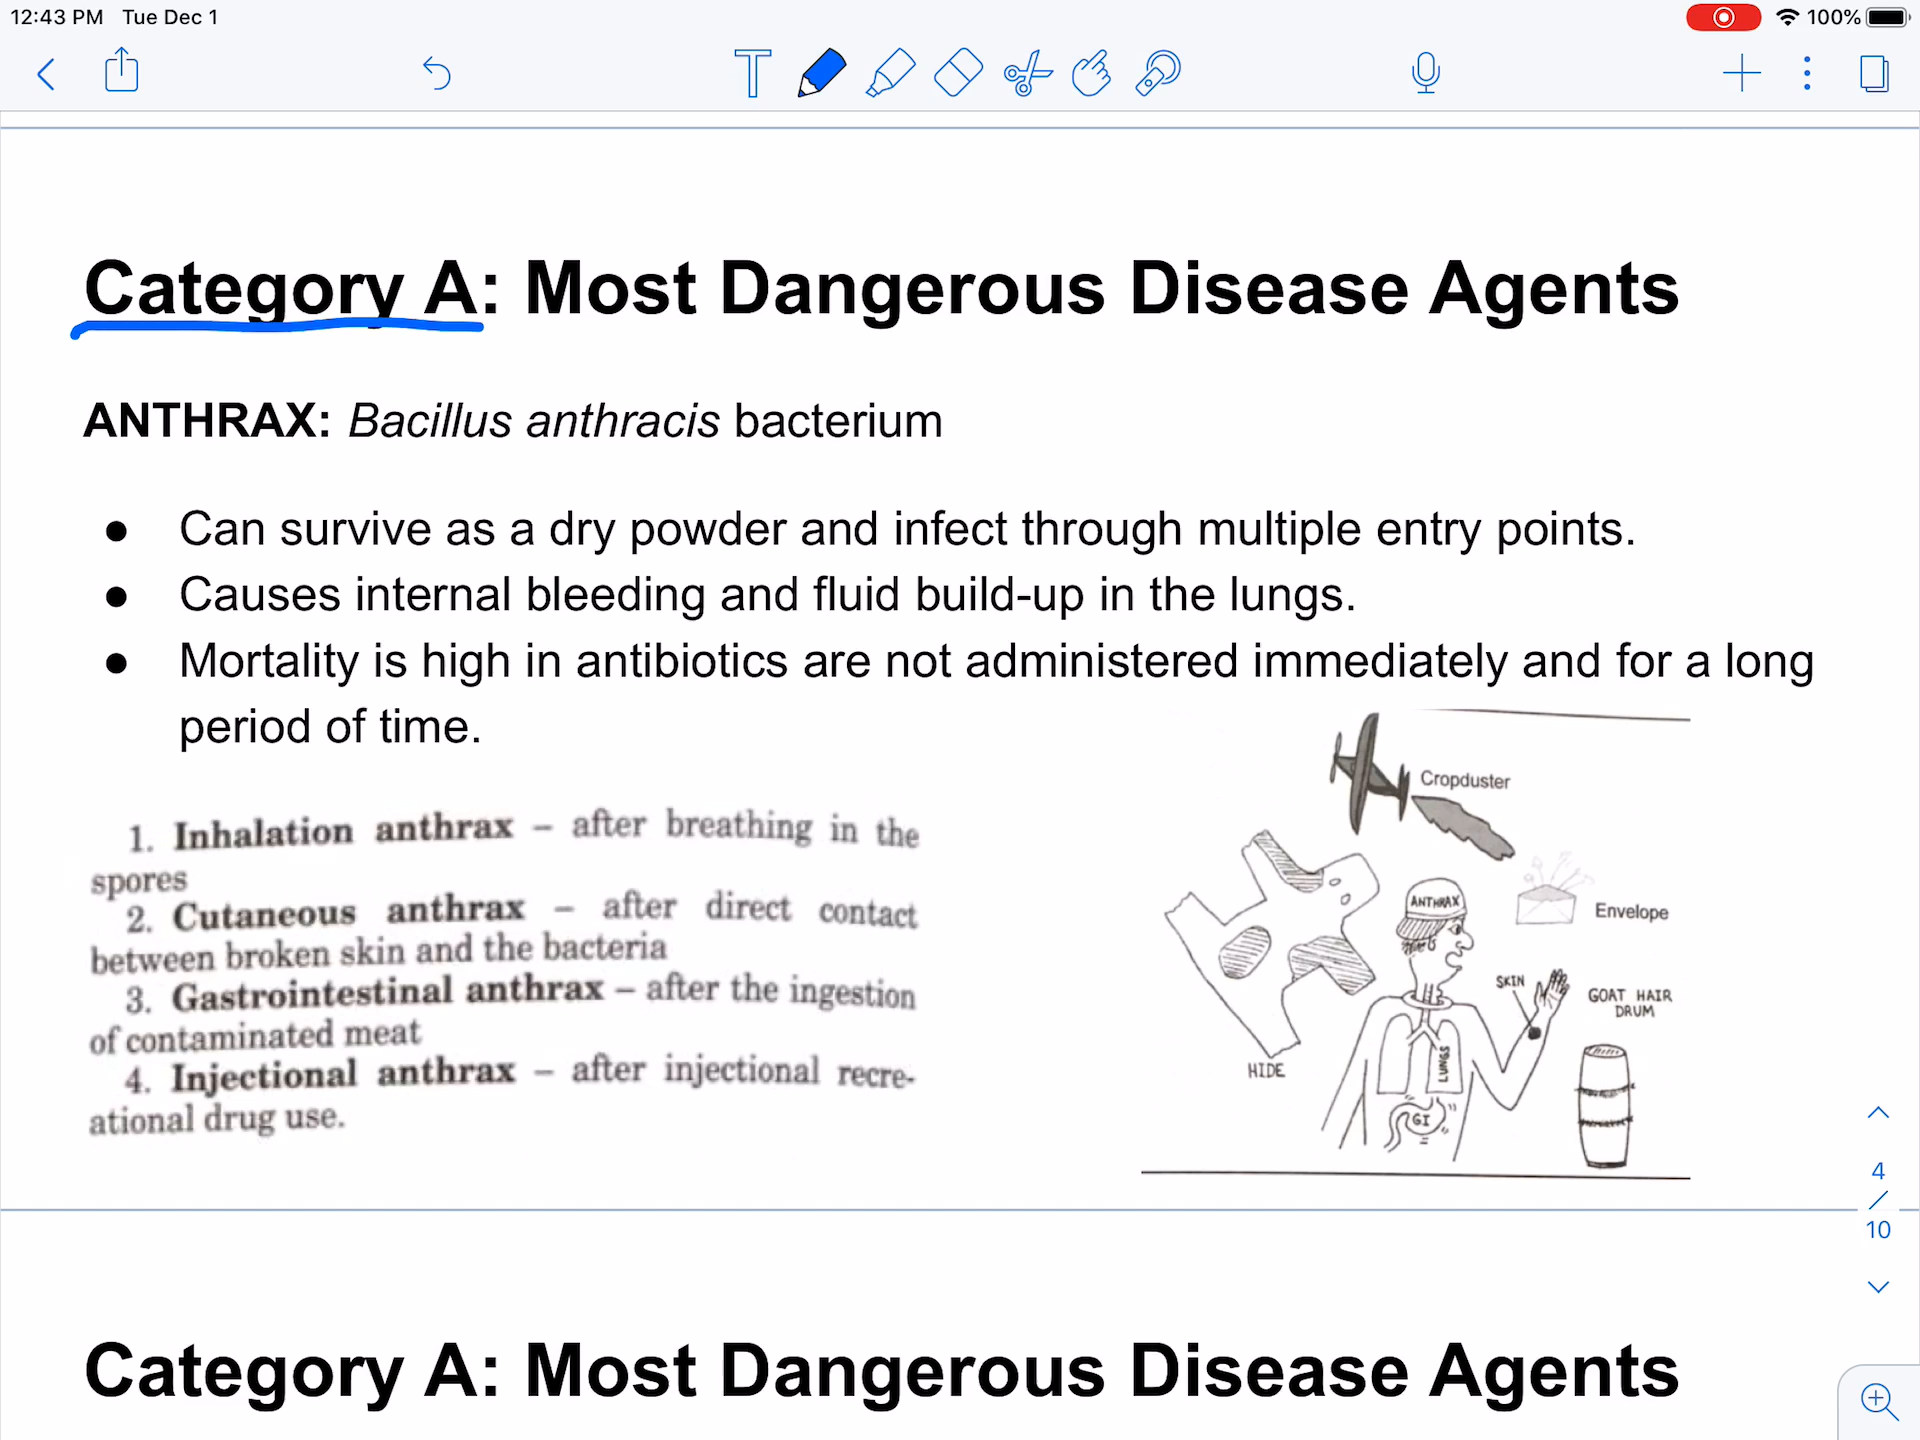 12:43 PM Tue Dec 1
100%
Category A: Most Dangerous Disease Agents
ANTHRAX: Bacillus anthracis bacterium
● Can survive as a dry powder and infect through multiple entry points.
● Causes internal bleeding and fluid build-up in the lungs.
● Mortality is high in antibiotics are not administered immediately and for a long
period of time.
1. Inhalation anthrax – after breathing in the
spores
2. Cutaneous anthrax – after direct contact
between broken skin and the bacteria
3. Gastrointestinal anthrax – after the ingestion
of contaminated meat
4. Injectional anthrax – after injectional recre-
ational drug use.
Cropduster
ANTHRAX
Envelope
SKIN
GOAT HAIR
DRUM
LUNGS
HIDE
GI
4
/
10
Category A: Most Dangerous Disease Agents